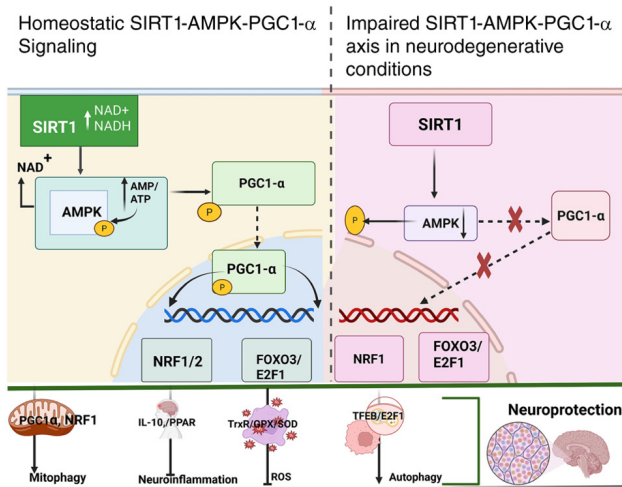 Homeostatic SIRT1-AMPK-PGC1-α
Signaling
Impaired SIRT1-AMPK-PGC1-α
axis in neurodegenerative
conditions
SIRT1
NAD+
NADH
NAD+
AMPK
AMP/
ATP
P
P
PGC1-α
PGC1-α
P
NRF1/2
FOXO3/
E2F1
SIRT1
P
AMPK
PGC1-α
NRF1
FOXO3/
E2F1
PGC1α, NRF1
Mitophagy
IL-10,/PPAR
Neuroinflammation
TrxR/GPX/SOD
ROS
TFEB/E2F1
Autophagy
Neuroprotection